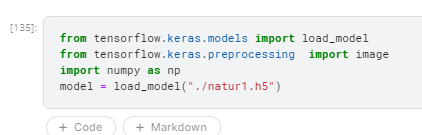 [135]:
from tensorflow.keras.models import load_model
from tensorflow.keras.preprocessing  import image
import numpy as np
model = load_model("./natur1.h5")
+ Code + Markdown